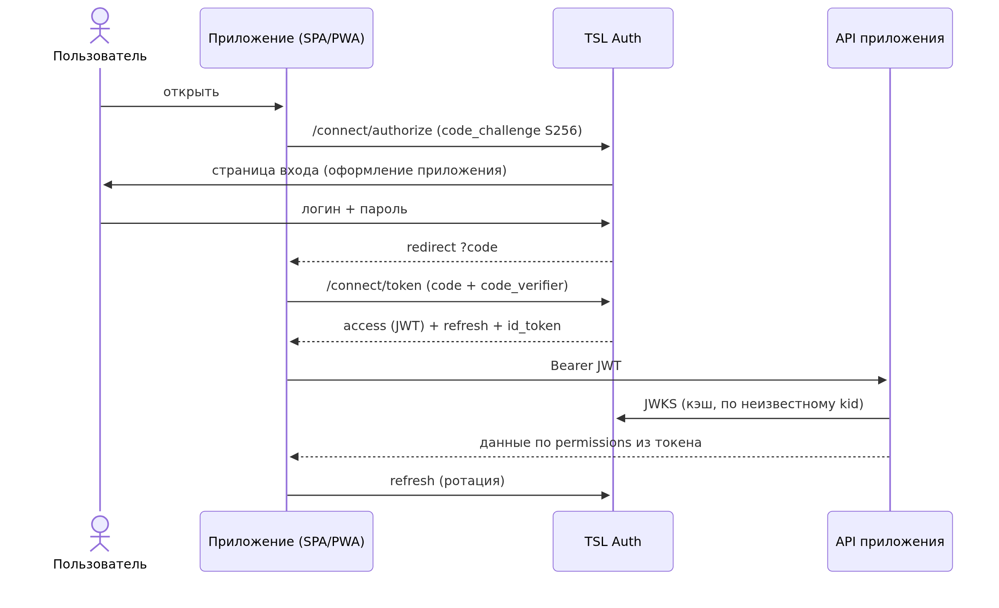 Пользователь
Приложение (SPA/PWA)
TSL Auth
API приложения
открыть
/connect/authorize (code_challenge S256)
страница входа (оформление приложения)
логин + пароль
redirect ?code
/connect/token (code + code_verifier)
access (JWT) + refresh + id_token
Bearer JWT
JWKS (кэш, по неизвестному kid)
данные по permissions из токена
refresh (ротация)
Пользователь
Приложение (SPA/PWA)
TSL Auth
API приложения